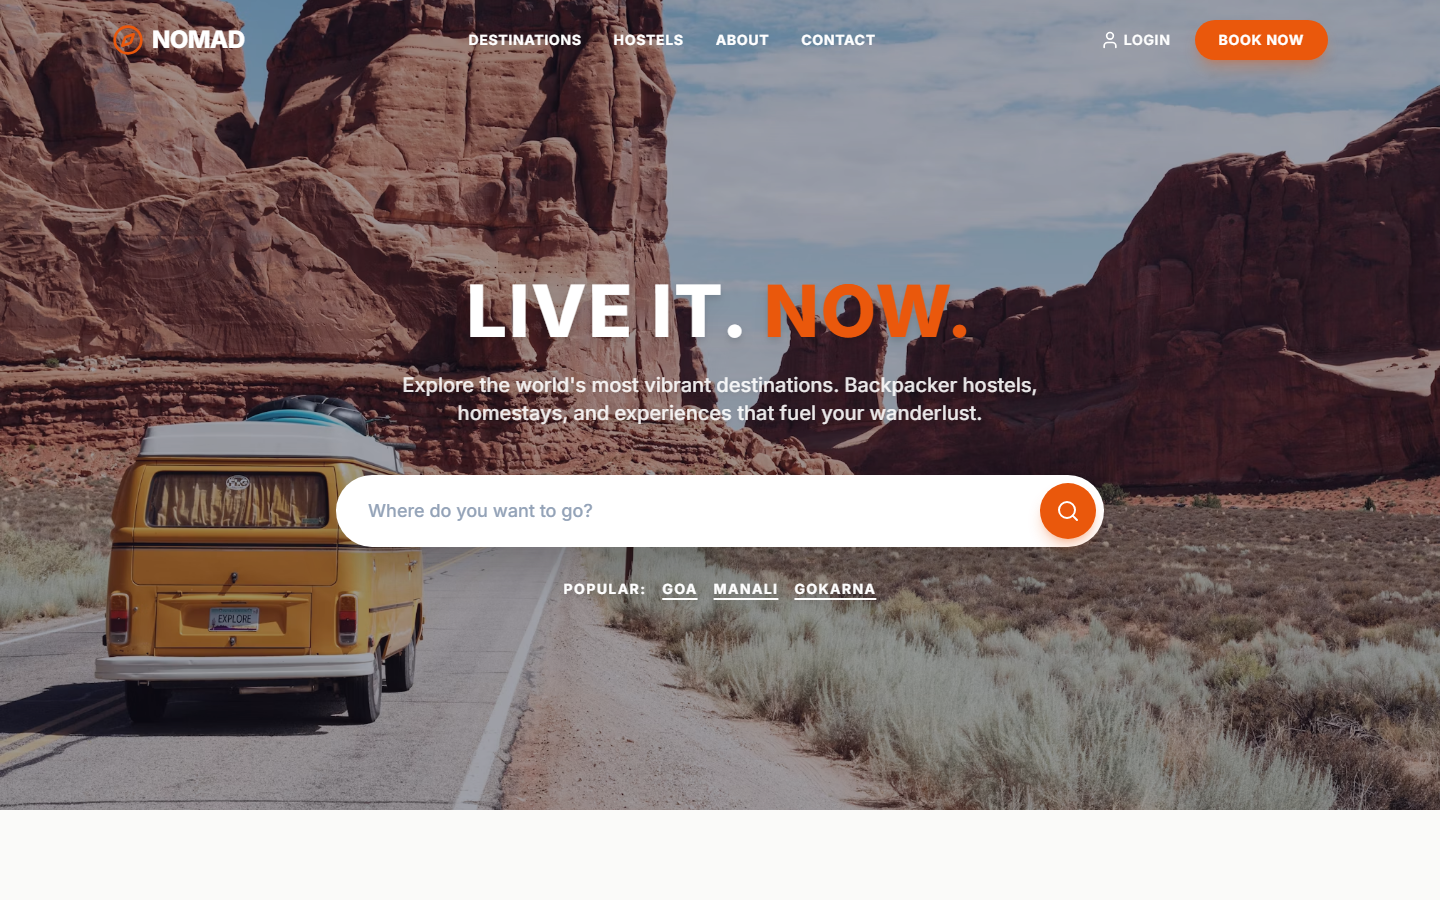 NOMAD
DESTINATIONS HOSTELS ABOUT CONTACT
LOGIN
BOOK NOW
LIVE IT. NOW.
Explore the world's most vibrant destinations. Backpacker hostels,
homestays, and experiences that fuel your wanderlust.
Where do you want to go?
POPULAR: GOA MANALI GOKARNA
EXPLORE